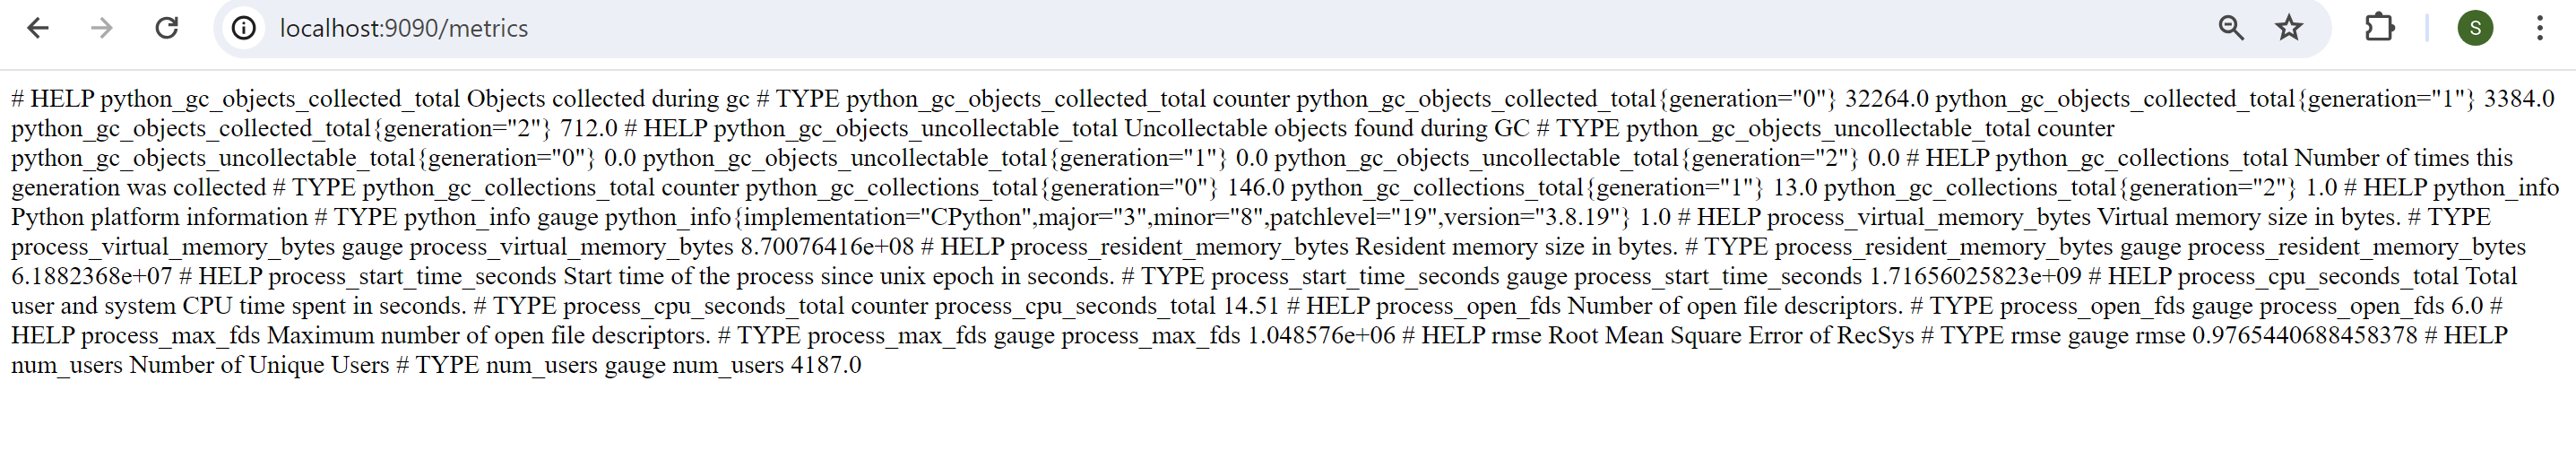 localhost:9090/metrics
S
# HELP python_gc_objects_collected_total Objects collected during gc # TYPE python_gc_objects_collected_total counter python_gc_objects_collected_total{generation="0"} 32264.0 python_gc_objects_collected_total{generation="1"} 3384.0
python_gc_objects_collected_total{generation="2"} 712.0 # HELP python_gc_objects_uncollectable_total Uncollectable objects found during GC # TYPE python_gc_objects_uncollectable_total counter
python_gc_objects_uncollectable_total{generation="0"} 0.0 python_gc_objects_uncollectable_total{generation="1"} 0.0 python_gc_objects_uncollectable_total{generation="2"} 0.0 # HELP python_gc_collections_total Number of times this
generation was collected # TYPE python_gc_collections_total counter python_gc_collections_total{generation="0"} 146.0 python_gc_collections_total{generation="1"} 13.0 python_gc_collections_total{generation="2"} 1.0 # HELP python_info
Python platform information # TYPE python_info gauge python_info{implementation="CPython",major="3",minor="8",patchlevel="19",version="3.8.19"} 1.0 # HELP process_virtual_memory_bytes Virtual memory size in bytes. # TYPE
process_virtual_memory_bytes gauge process_virtual_memory_bytes 8.70076416e+08 # HELP process_resident_memory_bytes Resident memory size in bytes. # TYPE process_resident_memory_bytes gauge process_resident_memory_bytes
6.1882368e+07 # HELP process_start_time_seconds Start time of the process since unix epoch in seconds. # TYPE process_start_time_seconds gauge process_start_time_seconds 1.71656025823e+09 # HELP process_cpu_seconds_total Total
user and system CPU time spent in seconds. # TYPE process_cpu_seconds_total counter process_cpu_seconds_total 14.51 # HELP process_open_fds Number of open file descriptors. # TYPE process_open_fds gauge process_open_fds 6.0 #
HELP process_max_fds Maximum number of open file descriptors. # TYPE process_max_fds gauge process_max_fds 1.048576e+06 # HELP rmse Root Mean Square Error of RecSys # TYPE rmse gauge rmse 0.9765440688458378 # HELP
num_users Number of Unique Users # TYPE num_users gauge num_users 4187.0